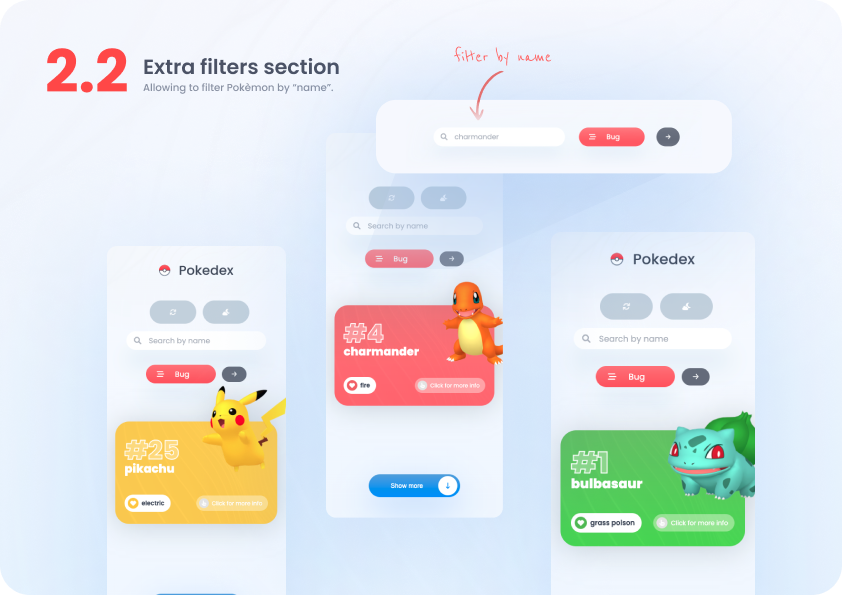 2.2
Extra filters section
Allowing to filter Pokèmon by “name”.
filter by name
charmander
Bug
Search by name
Bug
#4
charmander
fire
Click for more info
Show more
Pokedex
Search by name
Bug
#25
pikachu
electric
Click for more info
Pokedex
Search by name
Bug
#1
bulbasaur
grass poison
Click for more info